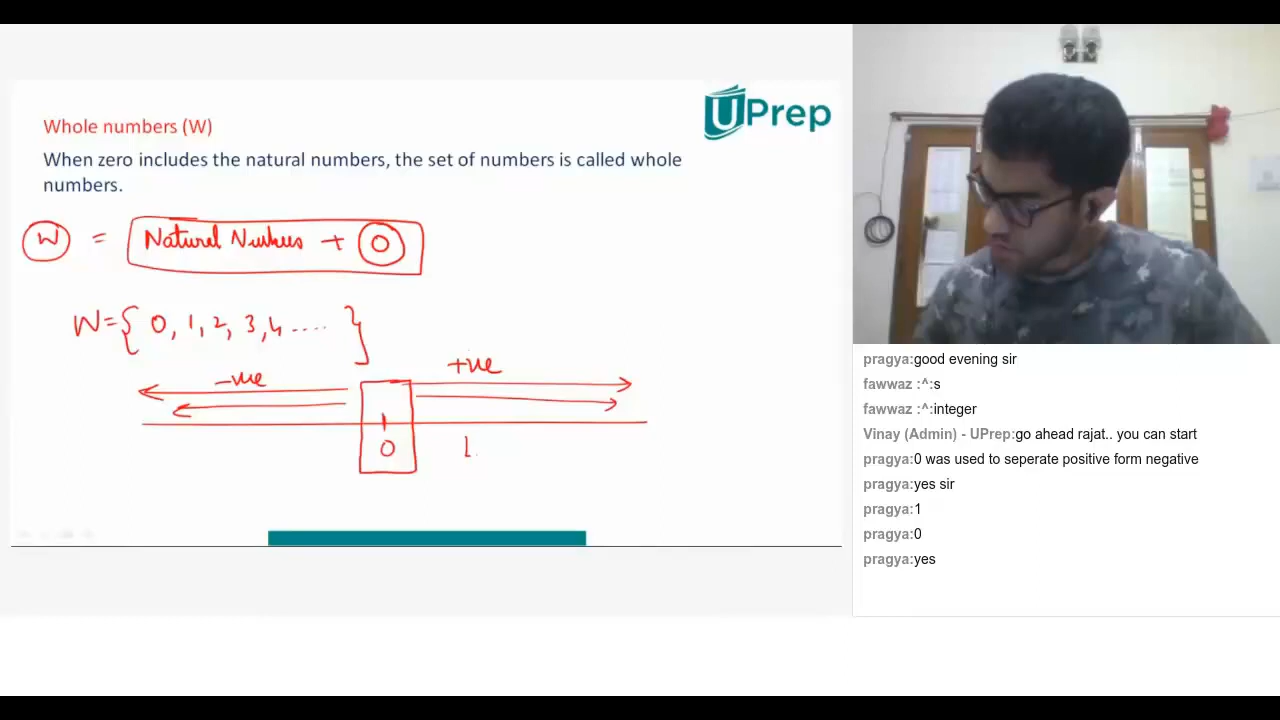 UPrep
Whole numbers (W)
When zero includes the natural numbers, the set of numbers is called whole
numbers.
W = Natural Numbers + 0
W={ 0, 1, 2, 3, 4 .... }
-ve +ve
0 1
pragya:good evening sir
fawwaz :^:s
fawwaz :^:integer
Vinay (Admin) - UPrep:go ahead rajat.. you can start
pragya:0 was used to seperate positive form negative
pragya:yes sir
pragya:1
pragya:0
pragya:yes